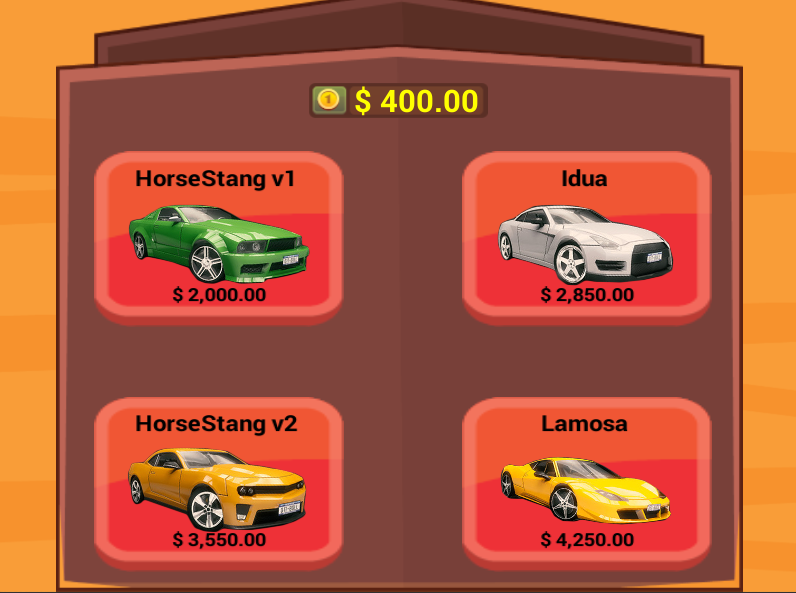 $ 400.00
HorseStang v1
$ 2,000.00
Idua
$ 2,850.00
HorseStang v2
$ 3,550.00
Lamosa
$ 4,250.00